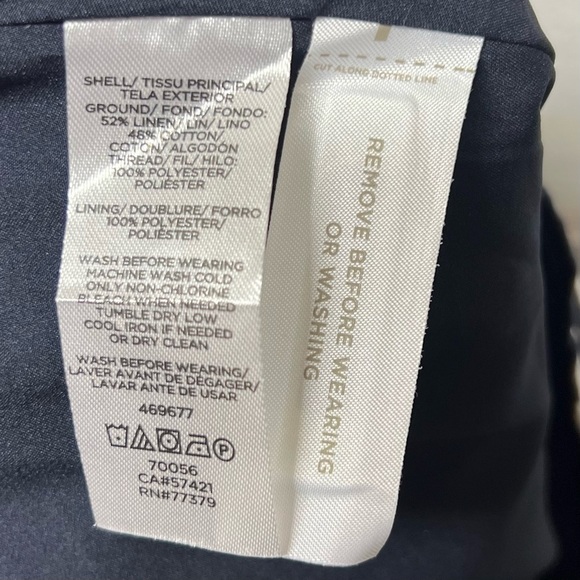 SHELL/ TISSU PRINCIPAL/
TELA EXTERIOR
GROUND/ FOND/ FONDO:
52% LINEN/ LIN/ LINO
48% COTTON/
COTON/ ALGODÓN
THREAD/ FIL/ HILO:
100% POLYESTER/
POLIÉSTER
LINING/ DOUBLURE/ FORRO
100% POLYESTER/
POLIÉSTER
WASH BEFORE WEARING
MACHINE WASH COLD
ONLY NON-CHLORINE
BLEACH WHEN NEEDED
TUMBLE DRY LOW
COOL IRON IF NEEDED
OR DRY CLEAN
WASH BEFORE WEARING/
LAVER AVANT DE DÉGAGER/
LAVAR ANTE DE USAR
469677
P
70056
CA#57421
RN#77379
CUT ALONG DOTTED LINE
REMOVE BEFORE WEARING
OR WASHING